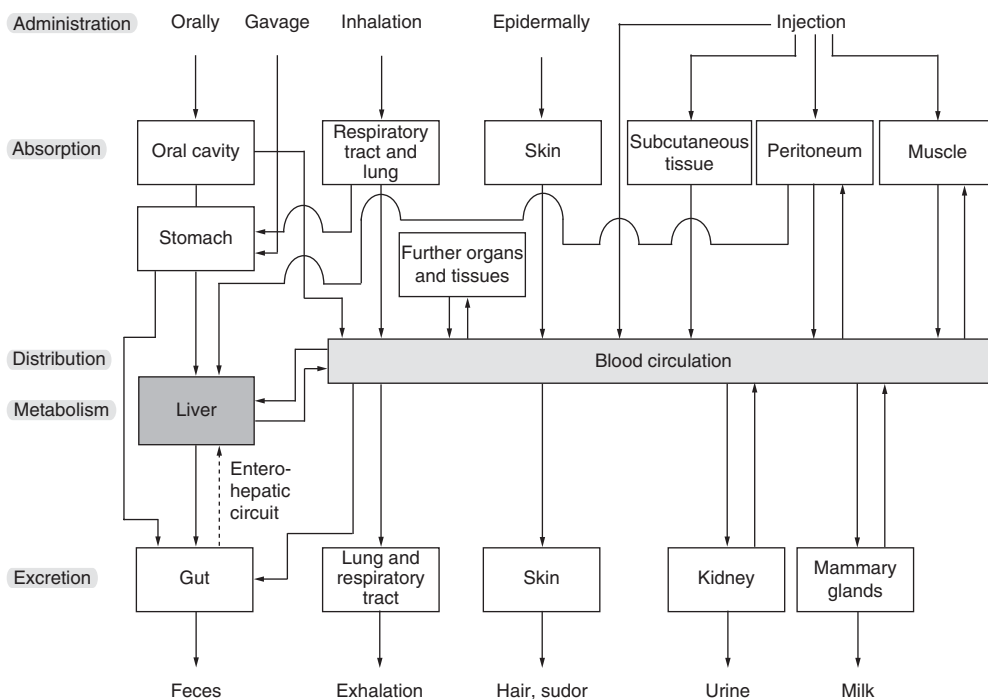 Administration
Orally
Gavage
Inhalation
Epidermally
Injection
Absorption
Oral cavity
Respiratory
tract and
lung
Skin
Subcutaneous
tissue
Peritoneum
Muscle
Stomach
Further organs
and tissues
Distribution
Blood circulation
Metabolism
Liver
Entero-
hepatic
circuit
Excretion
Gut
Lung and
respiratory
tract
Skin
Kidney
Mammary
glands
Feces
Exhalation
Hair, sudor
Urine
Milk